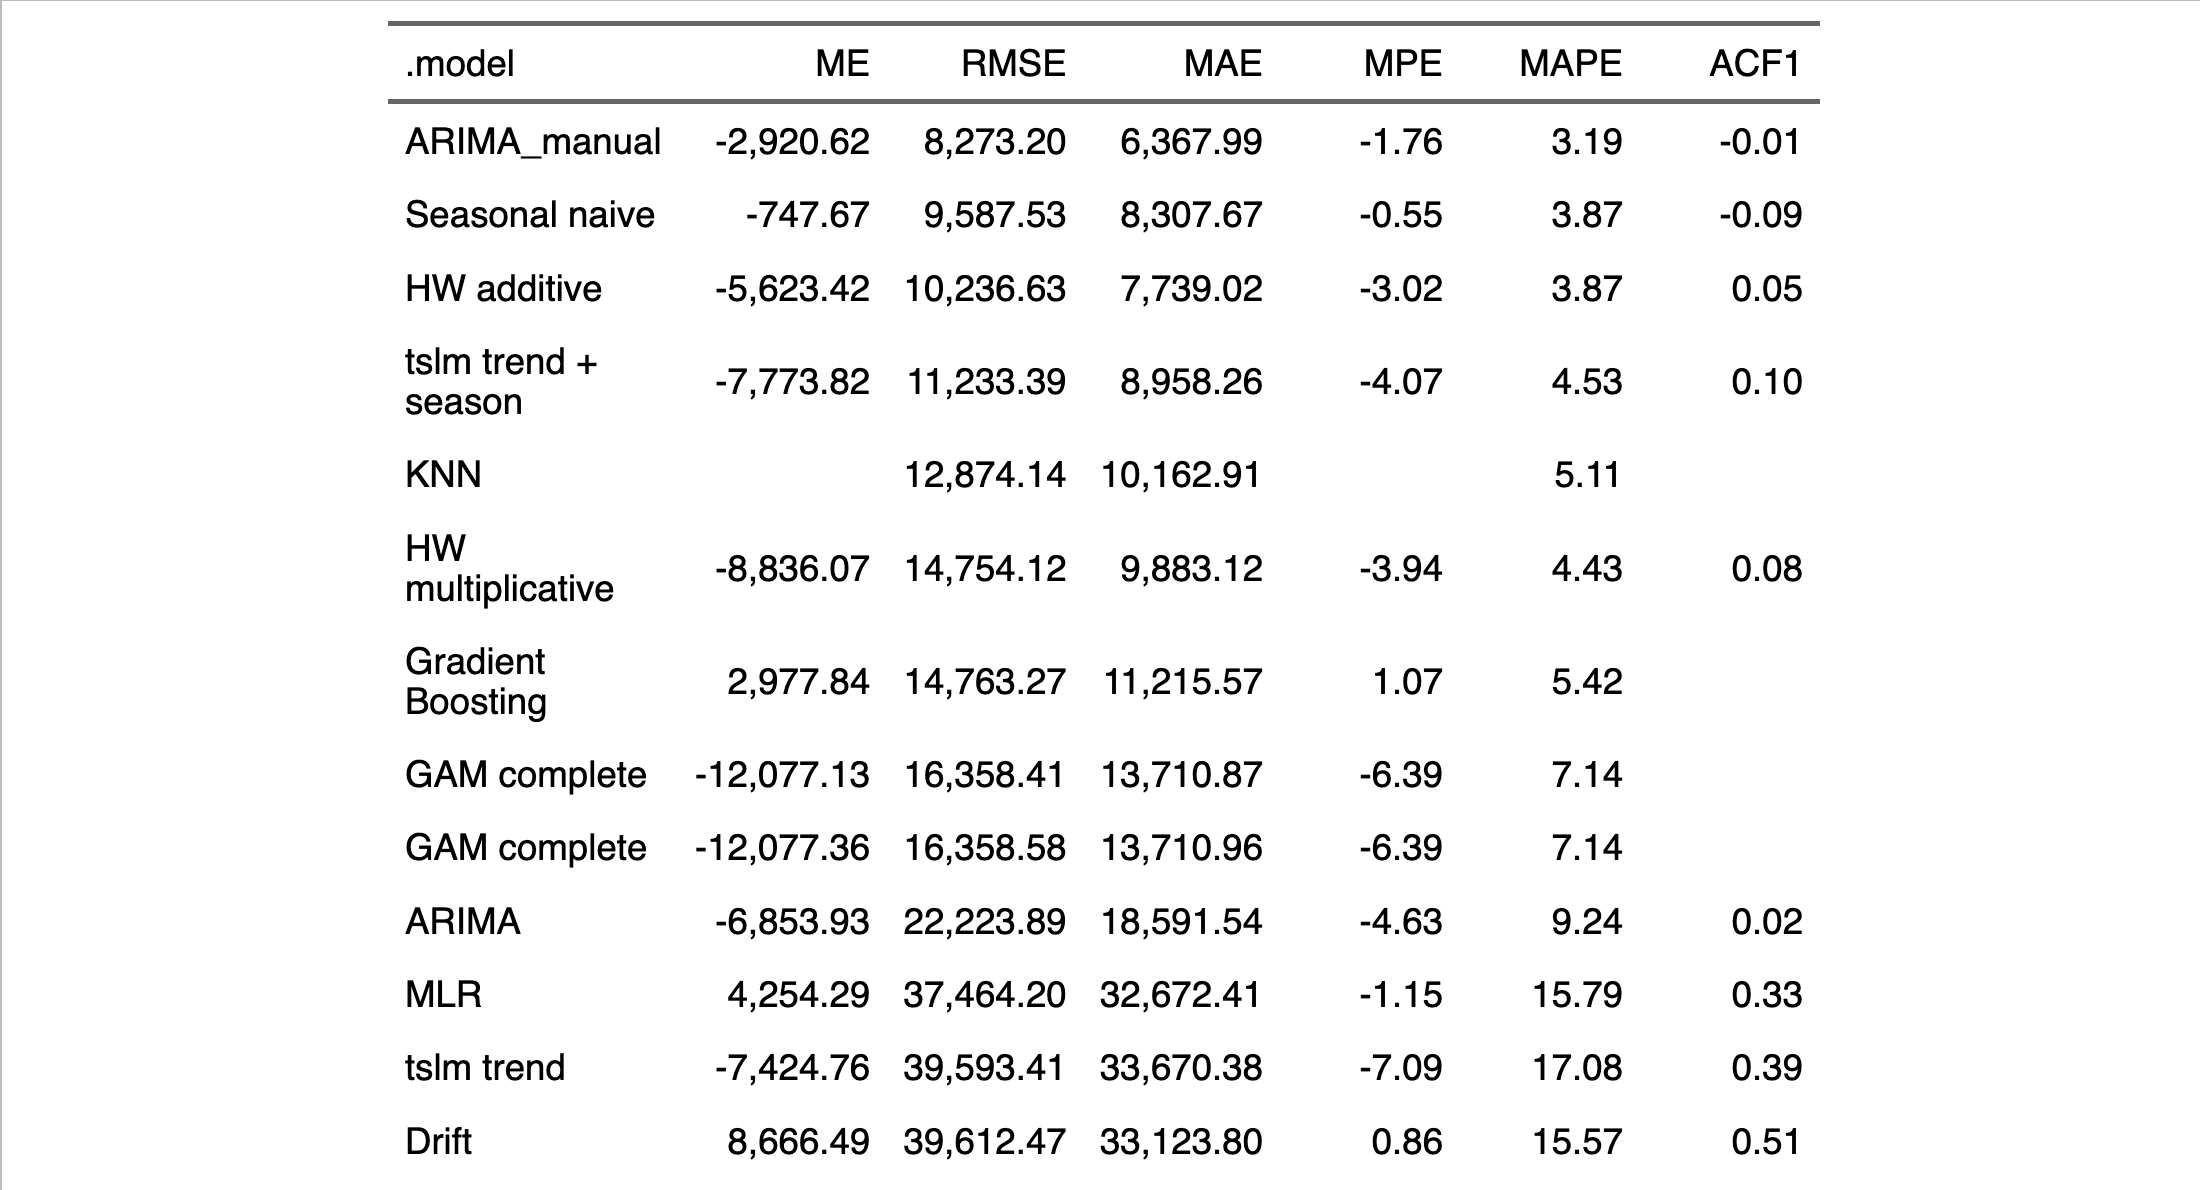 .model ME RMSE MAE MPE MAPE ACF1
ARIMA_manual -2,920.62 8,273.20 6,367.99 -1.76 3.19 -0.01
Seasonal naive -747.67 9,587.53 8,307.67 -0.55 3.87 -0.09
HW additive -5,623.42 10,236.63 7,739.02 -3.02 3.87 0.05
tslm trend +
season -7,773.82 11,233.39 8,958.26 -4.07 4.53 0.10
KNN 12,874.14 10,162.91 5.11
HW
multiplicative -8,836.07 14,754.12 9,883.12 -3.94 4.43 0.08
Gradient
Boosting 2,977.84 14,763.27 11,215.57 1.07 5.42
GAM complete -12,077.13 16,358.41 13,710.87 -6.39 7.14
GAM complete -12,077.36 16,358.58 13,710.96 -6.39 7.14
ARIMA -6,853.93 22,223.89 18,591.54 -4.63 9.24 0.02
MLR 4,254.29 37,464.20 32,672.41 -1.15 15.79 0.33
tslm trend -7,424.76 39,593.41 33,670.38 -7.09 17.08 0.39
Drift 8,666.49 39,612.47 33,123.80 0.86 15.57 0.51